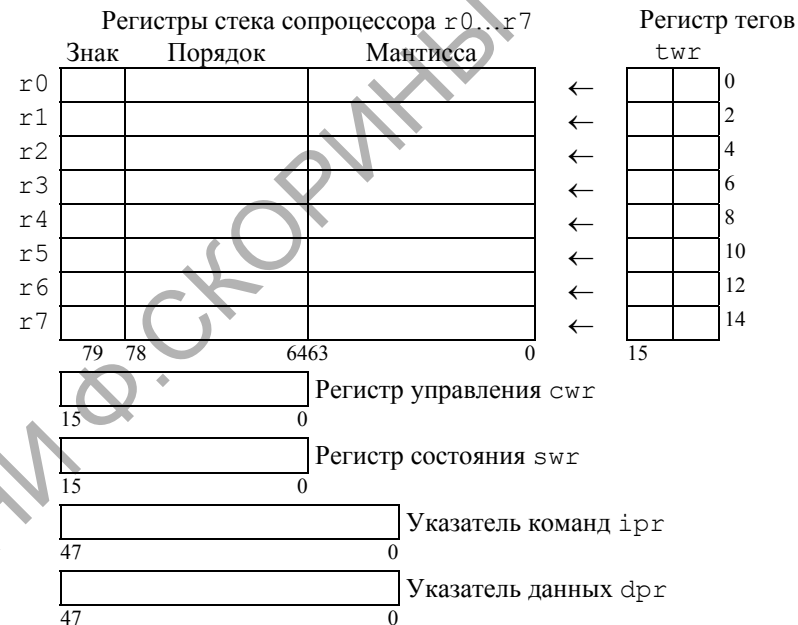 Регистры стека сопроцессора r0...r7 Регистр тегов
Знак Порядок Мантисса twr
r0 ← 0
r1 ← 2
r2 ← 4
r3 ← 6
r4 ← 8
r5 ← 10
r6 ← 12
r7 ← 14
79 78 6463 0 15
Регистр управления cwr
15 0
Регистр состояния swr
15 0
Указатель команд ipr
47 0
Указатель данных dpr
47 0
И Ф.СКОРИНЫ